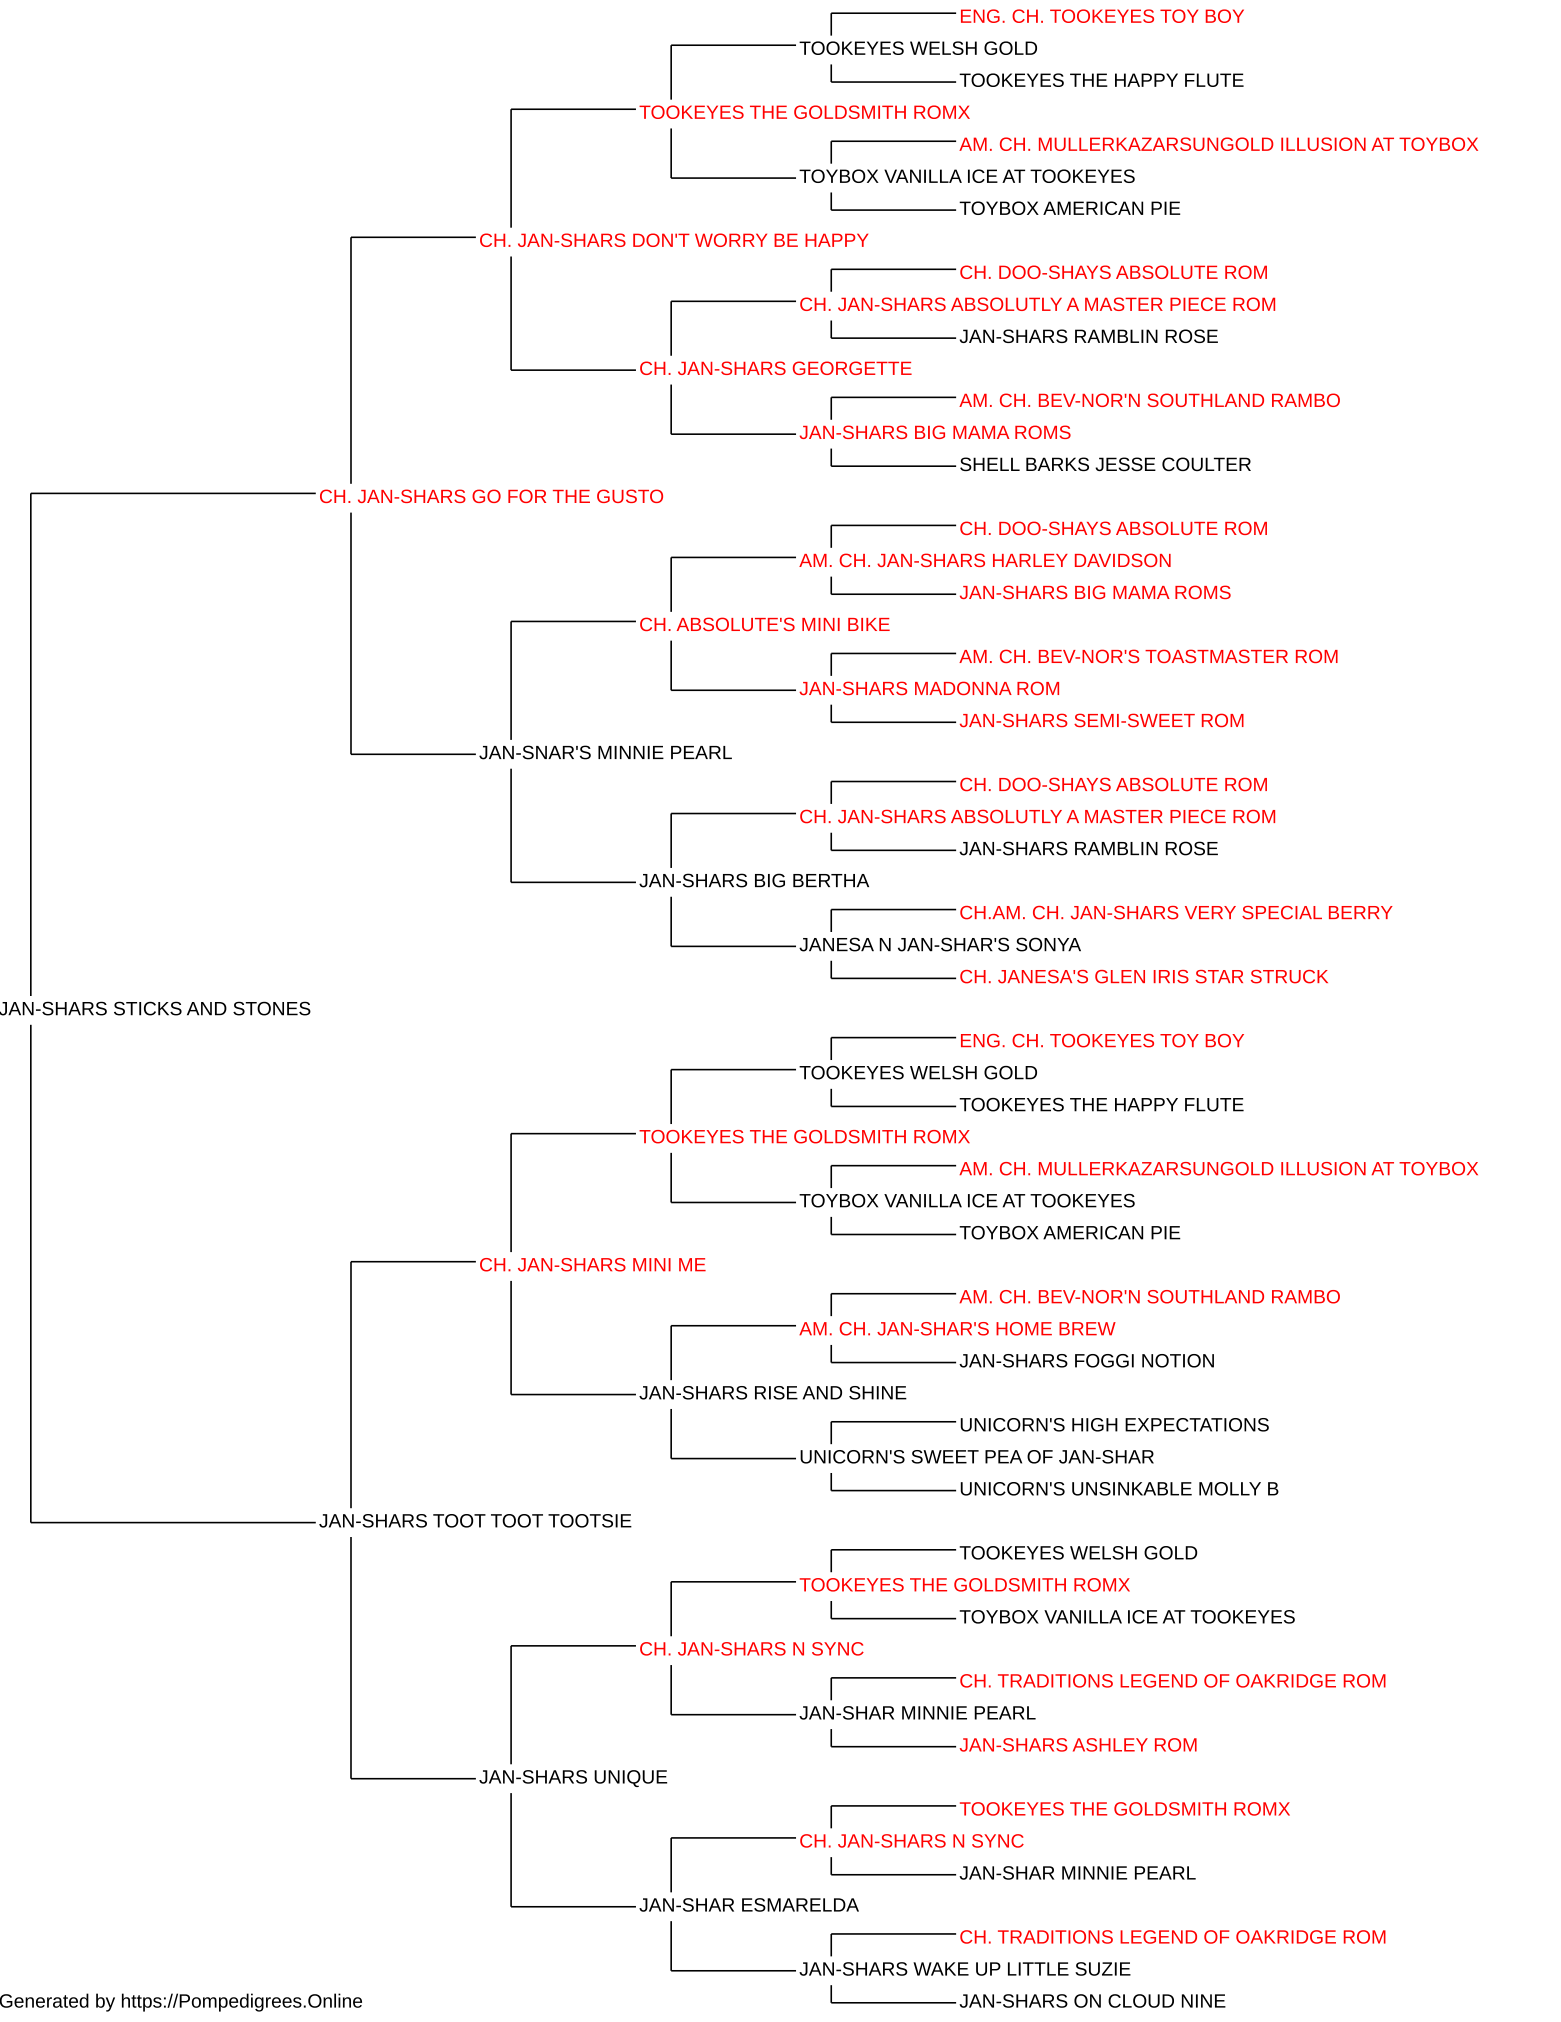 ENG. CH. TOOKEYES TOY BOY
TOOKEYES WELSH GOLD
TOOKEYES THE HAPPY FLUTE
TOOKEYES THE GOLDSMITH ROMX
AM. CH. MULLERKAZARSUNGOLD ILLUSION AT TOYBOX
TOYBOX VANILLA ICE AT TOOKEYES
TOYBOX AMERICAN PIE
CH. JAN-SHARS DON'T WORRY BE HAPPY
CH. DOO-SHAYS ABSOLUTE ROM
CH. JAN-SHARS ABSOLUTLY A MASTER PIECE ROM
JAN-SHARS RAMBLIN ROSE
CH. JAN-SHARS GEORGETTE
AM. CH. BEV-NOR'N SOUTHLAND RAMBO
JAN-SHARS BIG MAMA ROMS
SHELL BARKS JESSE COULTER
CH. JAN-SHARS GO FOR THE GUSTO
CH. DOO-SHAYS ABSOLUTE ROM
AM. CH. JAN-SHARS HARLEY DAVIDSON
JAN-SHARS BIG MAMA ROMS
CH. ABSOLUTE'S MINI BIKE
AM. CH. BEV-NOR'S TOASTMASTER ROM
JAN-SHARS MADONNA ROM
JAN-SHARS SEMI-SWEET ROM
JAN-SNAR'S MINNIE PEARL
CH. DOO-SHAYS ABSOLUTE ROM
CH. JAN-SHARS ABSOLUTLY A MASTER PIECE ROM
JAN-SHARS RAMBLIN ROSE
JAN-SHARS BIG BERTHA
CH.AM. CH. JAN-SHARS VERY SPECIAL BERRY
JANESA N JAN-SHAR'S SONYA
CH. JANESA'S GLEN IRIS STAR STRUCK
JAN-SHARS STICKS AND STONES
ENG. CH. TOOKEYES TOY BOY
TOOKEYES WELSH GOLD
TOOKEYES THE HAPPY FLUTE
TOOKEYES THE GOLDSMITH ROMX
AM. CH. MULLERKAZARSUNGOLD ILLUSION AT TOYBOX
TOYBOX VANILLA ICE AT TOOKEYES
TOYBOX AMERICAN PIE
CH. JAN-SHARS MINI ME
AM. CH. BEV-NOR'N SOUTHLAND RAMBO
AM. CH. JAN-SHAR'S HOME BREW
JAN-SHARS FOGGI NOTION
JAN-SHARS RISE AND SHINE
UNICORN'S HIGH EXPECTATIONS
UNICORN'S SWEET PEA OF JAN-SHAR
UNICORN'S UNSINKABLE MOLLY B
JAN-SHARS TOOT TOOT TOOTSIE
TOOKEYES WELSH GOLD
TOOKEYES THE GOLDSMITH ROMX
TOYBOX VANILLA ICE AT TOOKEYES
CH. JAN-SHARS N SYNC
CH. TRADITIONS LEGEND OF OAKRIDGE ROM
JAN-SHAR MINNIE PEARL
JAN-SHARS ASHLEY ROM
JAN-SHARS UNIQUE
TOOKEYES THE GOLDSMITH ROMX
CH. JAN-SHARS N SYNC
JAN-SHAR MINNIE PEARL
JAN-SHAR ESMARELDA
CH. TRADITIONS LEGEND OF OAKRIDGE ROM
JAN-SHARS WAKE UP LITTLE SUZIE
JAN-SHARS ON CLOUD NINE
Generated by https://Pompedigrees.Online